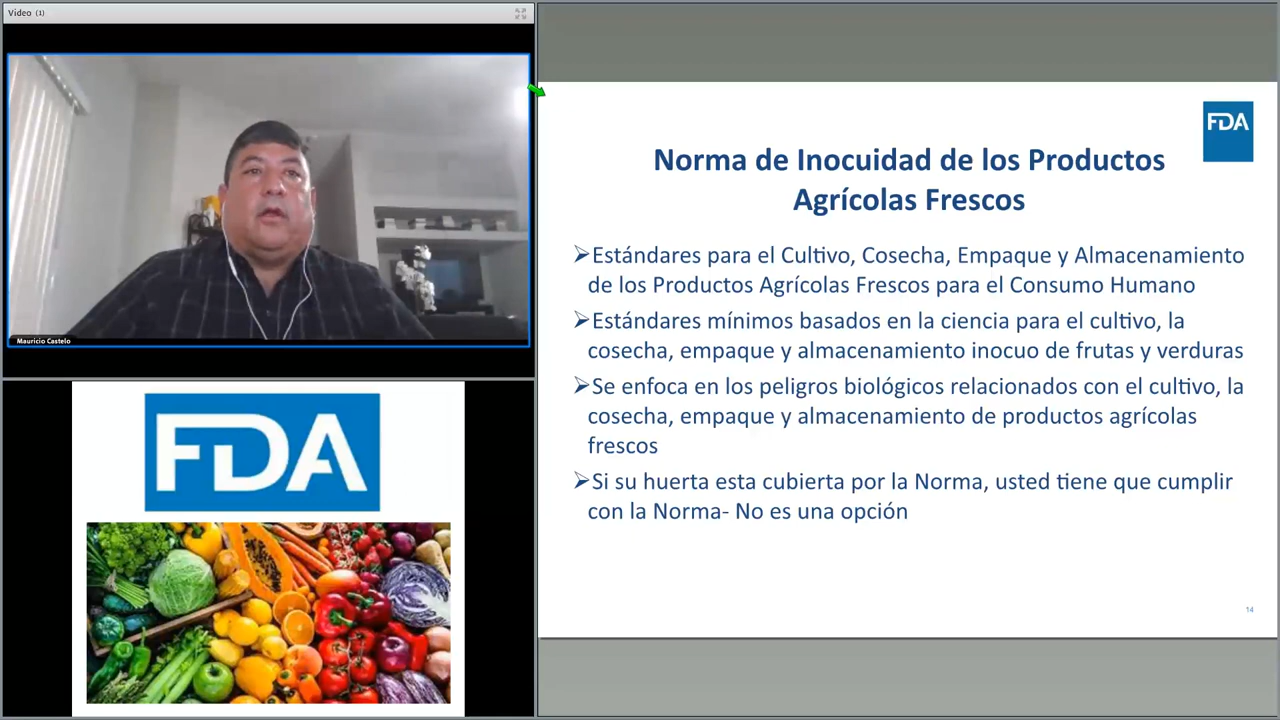 Video (1)
Mauricio Castelo
FDA
FDA
Norma de Inocuidad de los Productos
Agrícolas Frescos
➢Estándares para el Cultivo, Cosecha, Empaque y Almacenamiento
de los Productos Agrícolas Frescos para el Consumo Humano
➢Estándares mínimos basados en la ciencia para el cultivo, la
cosecha, empaque y almacenamiento inocuo de frutas y verduras
➢Se enfoca en los peligros biológicos relacionados con el cultivo, la
cosecha, empaque y almacenamiento de productos agrícolas
frescos
➢Si su huerta esta cubierta por la Norma, usted tiene que cumplir
con la Norma- No es una opción
14